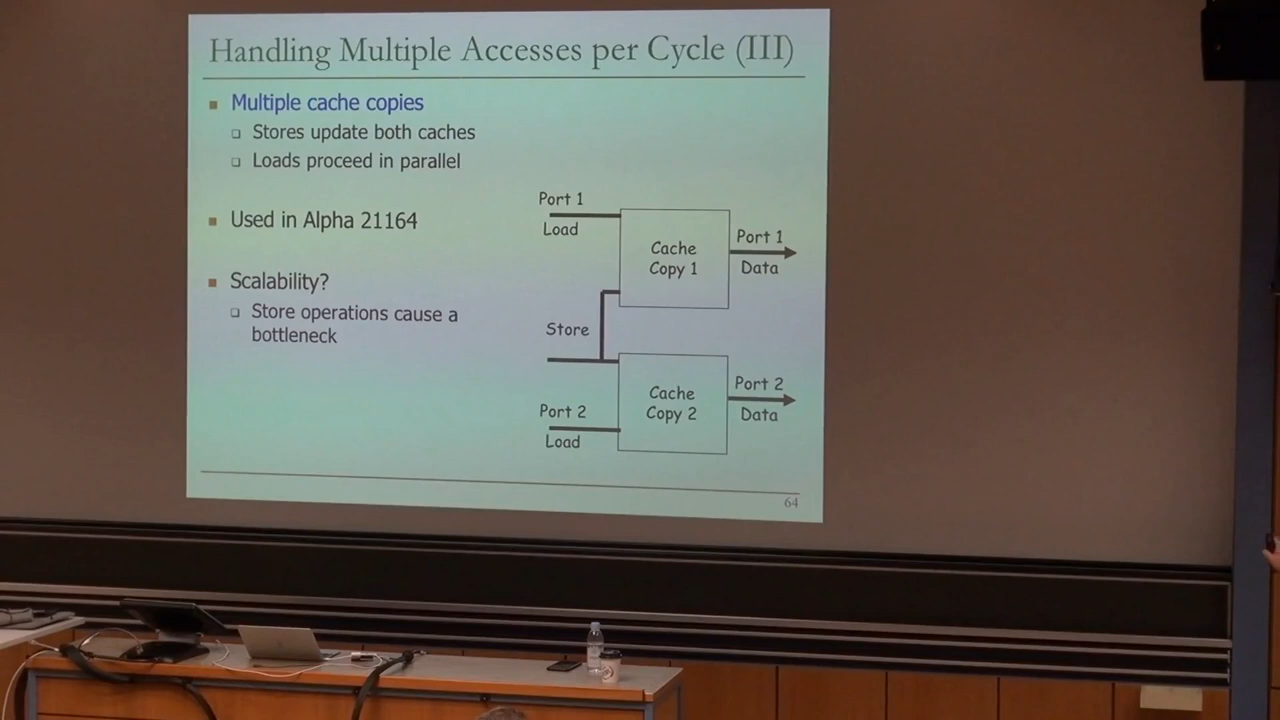 Handling Multiple Accesses per Cycle (III)
Multiple cache copies
Stores update both caches
Loads proceed in parallel
Used in Alpha 21164
Scalability?
Store operations cause a
bottleneck
Port 1
Load
Cache
Copy 1
Port 1
Data
Store
Port 2
Load
Cache
Copy 2
Port 2
Data
64